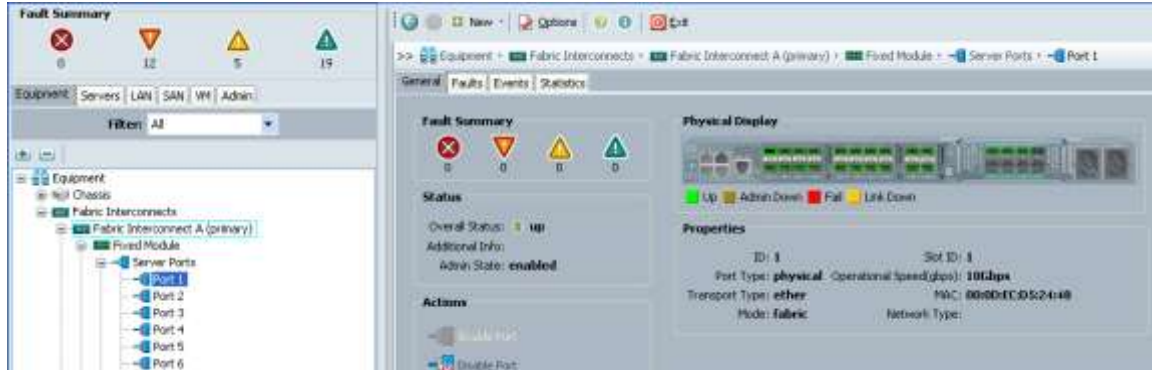 Fault Summary
0 12 5 19
Equipment Servers LAN SAN VM Admin
Filter: All
Equipment
Chassis
Fabric Interconnects
Fabric Interconnect A (primary)
Fixed Module
Server Ports
Port 1
Port 2
Port 3
Port 4
Port 5
Port 6
New Options Exit
>> Equipment Fabric Interconnects Fabric Interconnect A (primary) Fixed Module Server Ports Port 1
General Faults Events Statistics
Fault Summary
0 0 0 0
Status
Overall Status: up
Additional Info:
Admin State: enabled
Actions
Enable Port
Disable Port
Physical Display
Up Admin Down Fail Link Down
Properties
ID: 1 Slot ID: 1
Port Type: physical Operational Speed(gbps): 10Gbps
Transport Type: ether MAC: 00:0D:EC:D5:24:48
Mode: fabric Network Type: